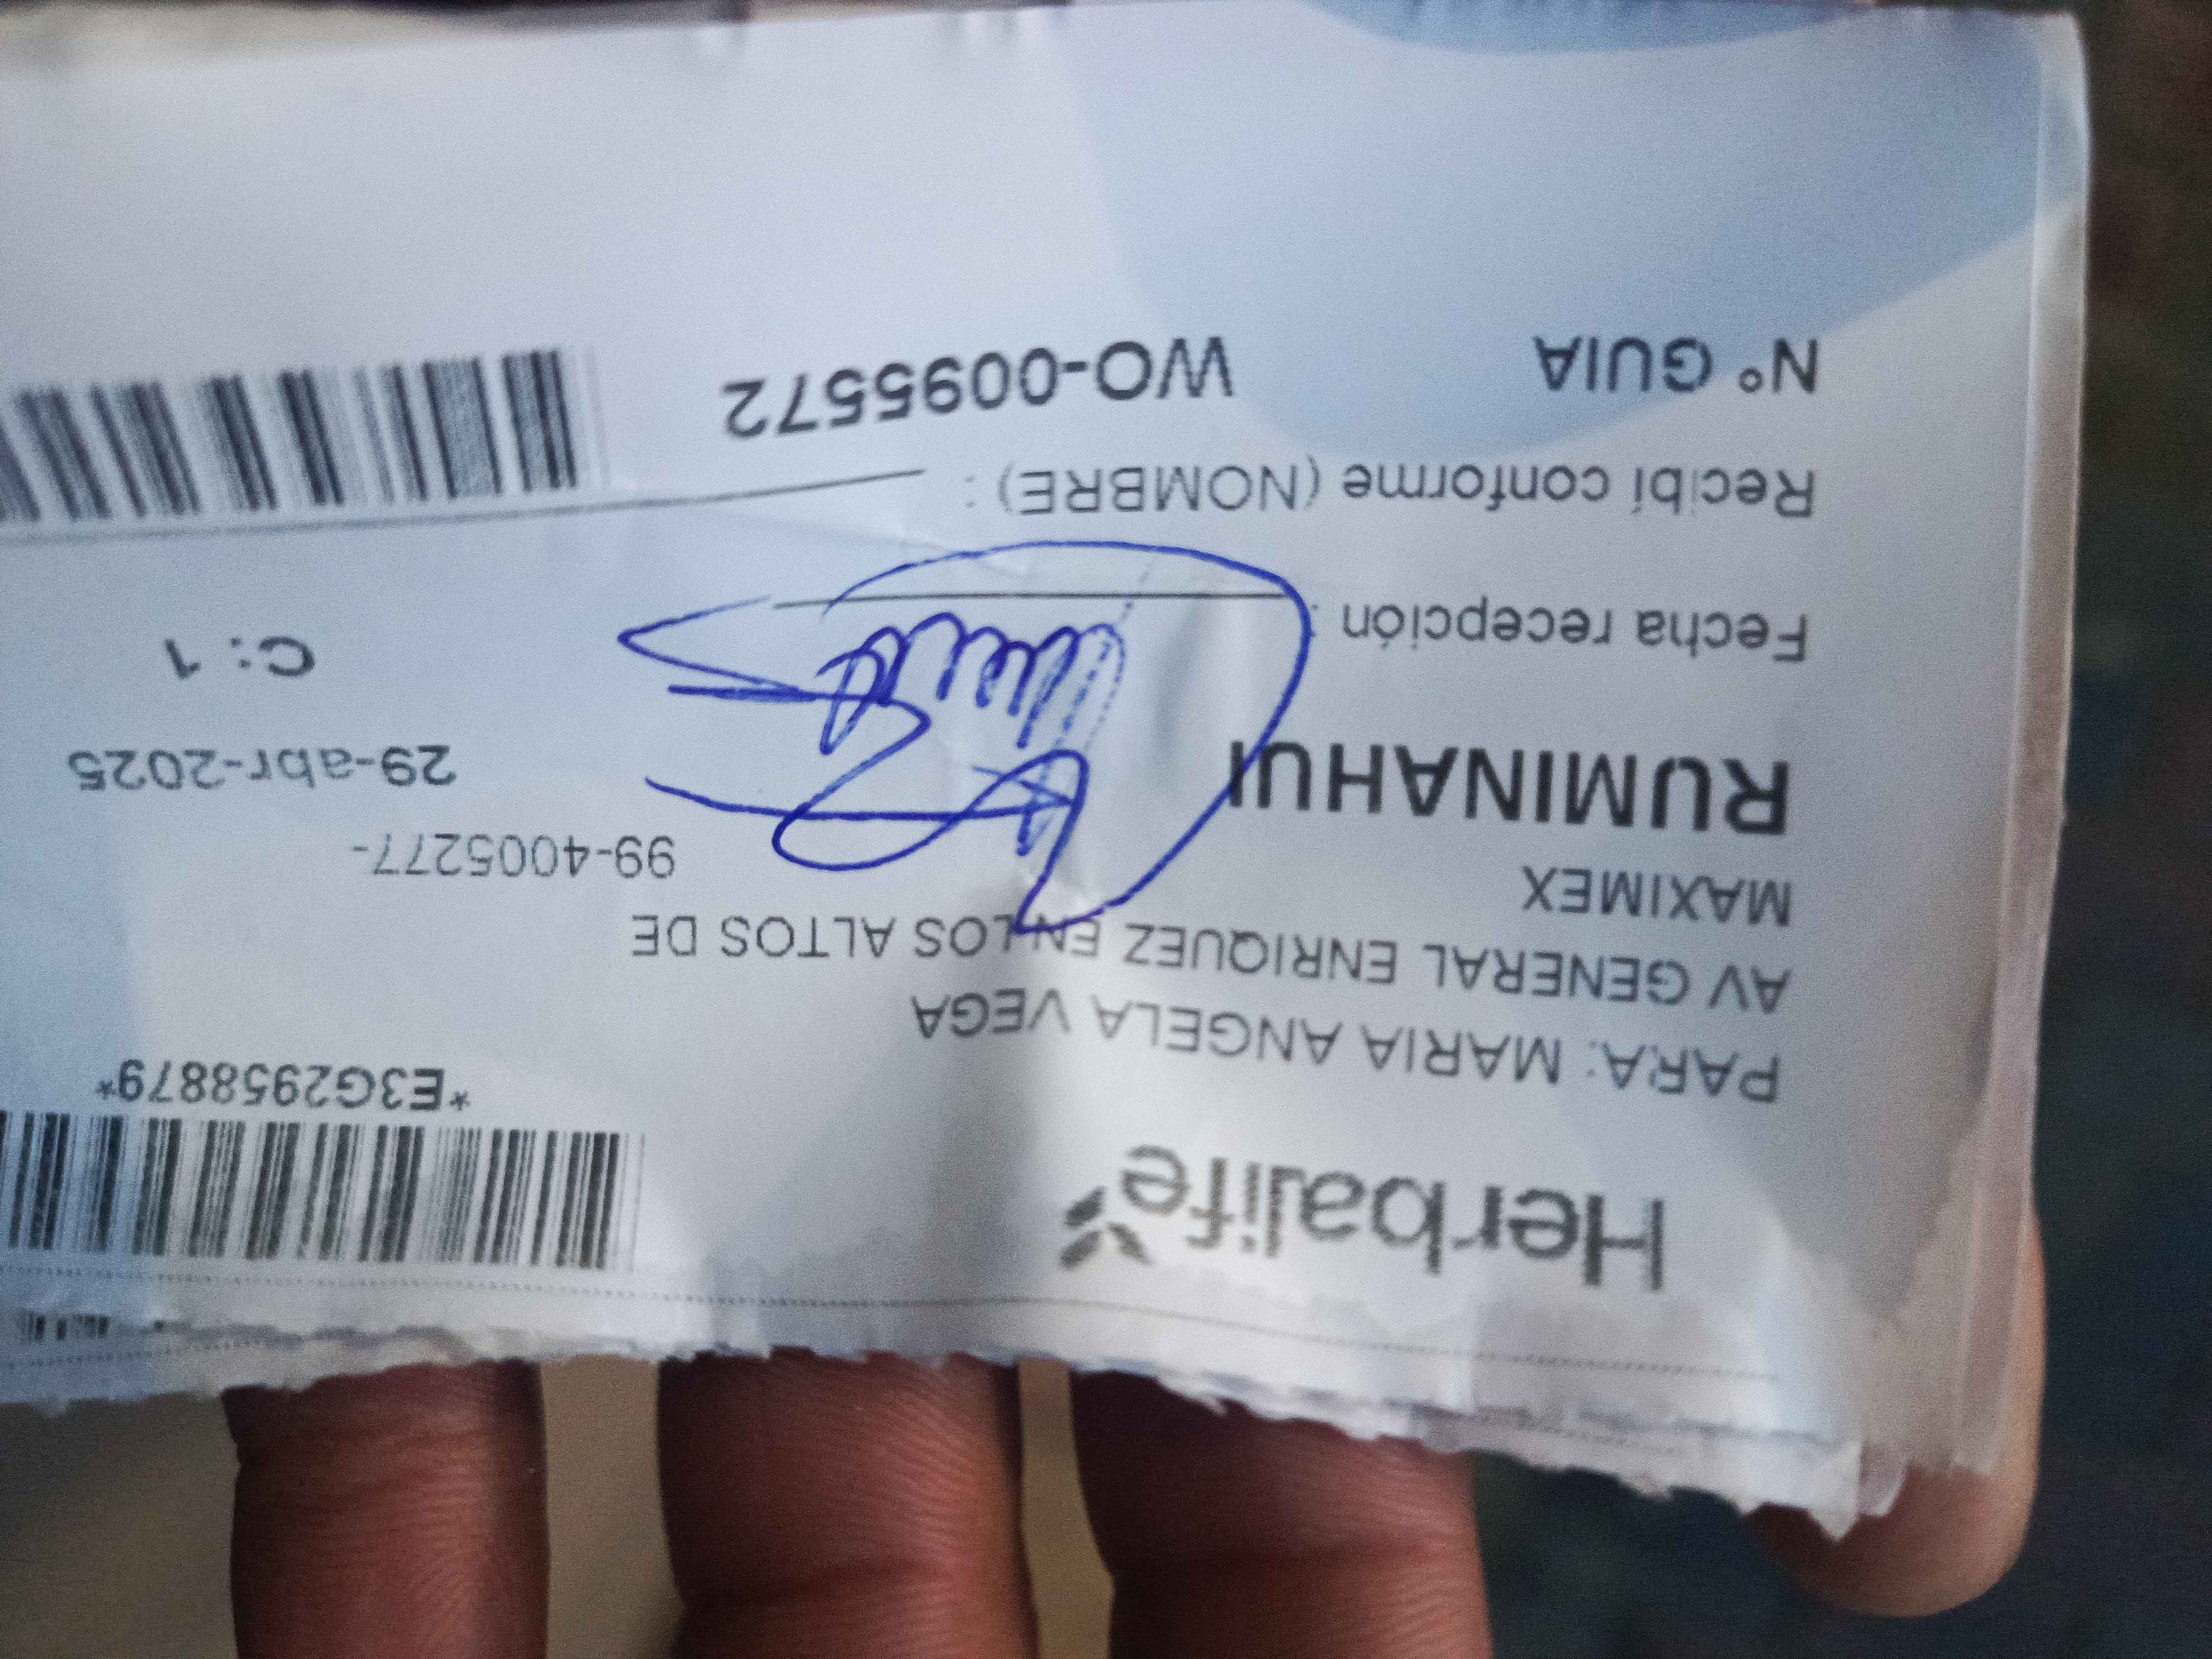 Herbalife
*E3G2958879*
PARA: MARIA ANGELA VEGA
AV GENERAL ENRIQUEZ EN LOS ALTOS DE
MAXIMEX
99-4005277-
RUMINAHUI
29-abr-2025
Fecha recepción :
C: 1
Recibí conforme (NOMBRE) :
Nº GUIA WO-0095572